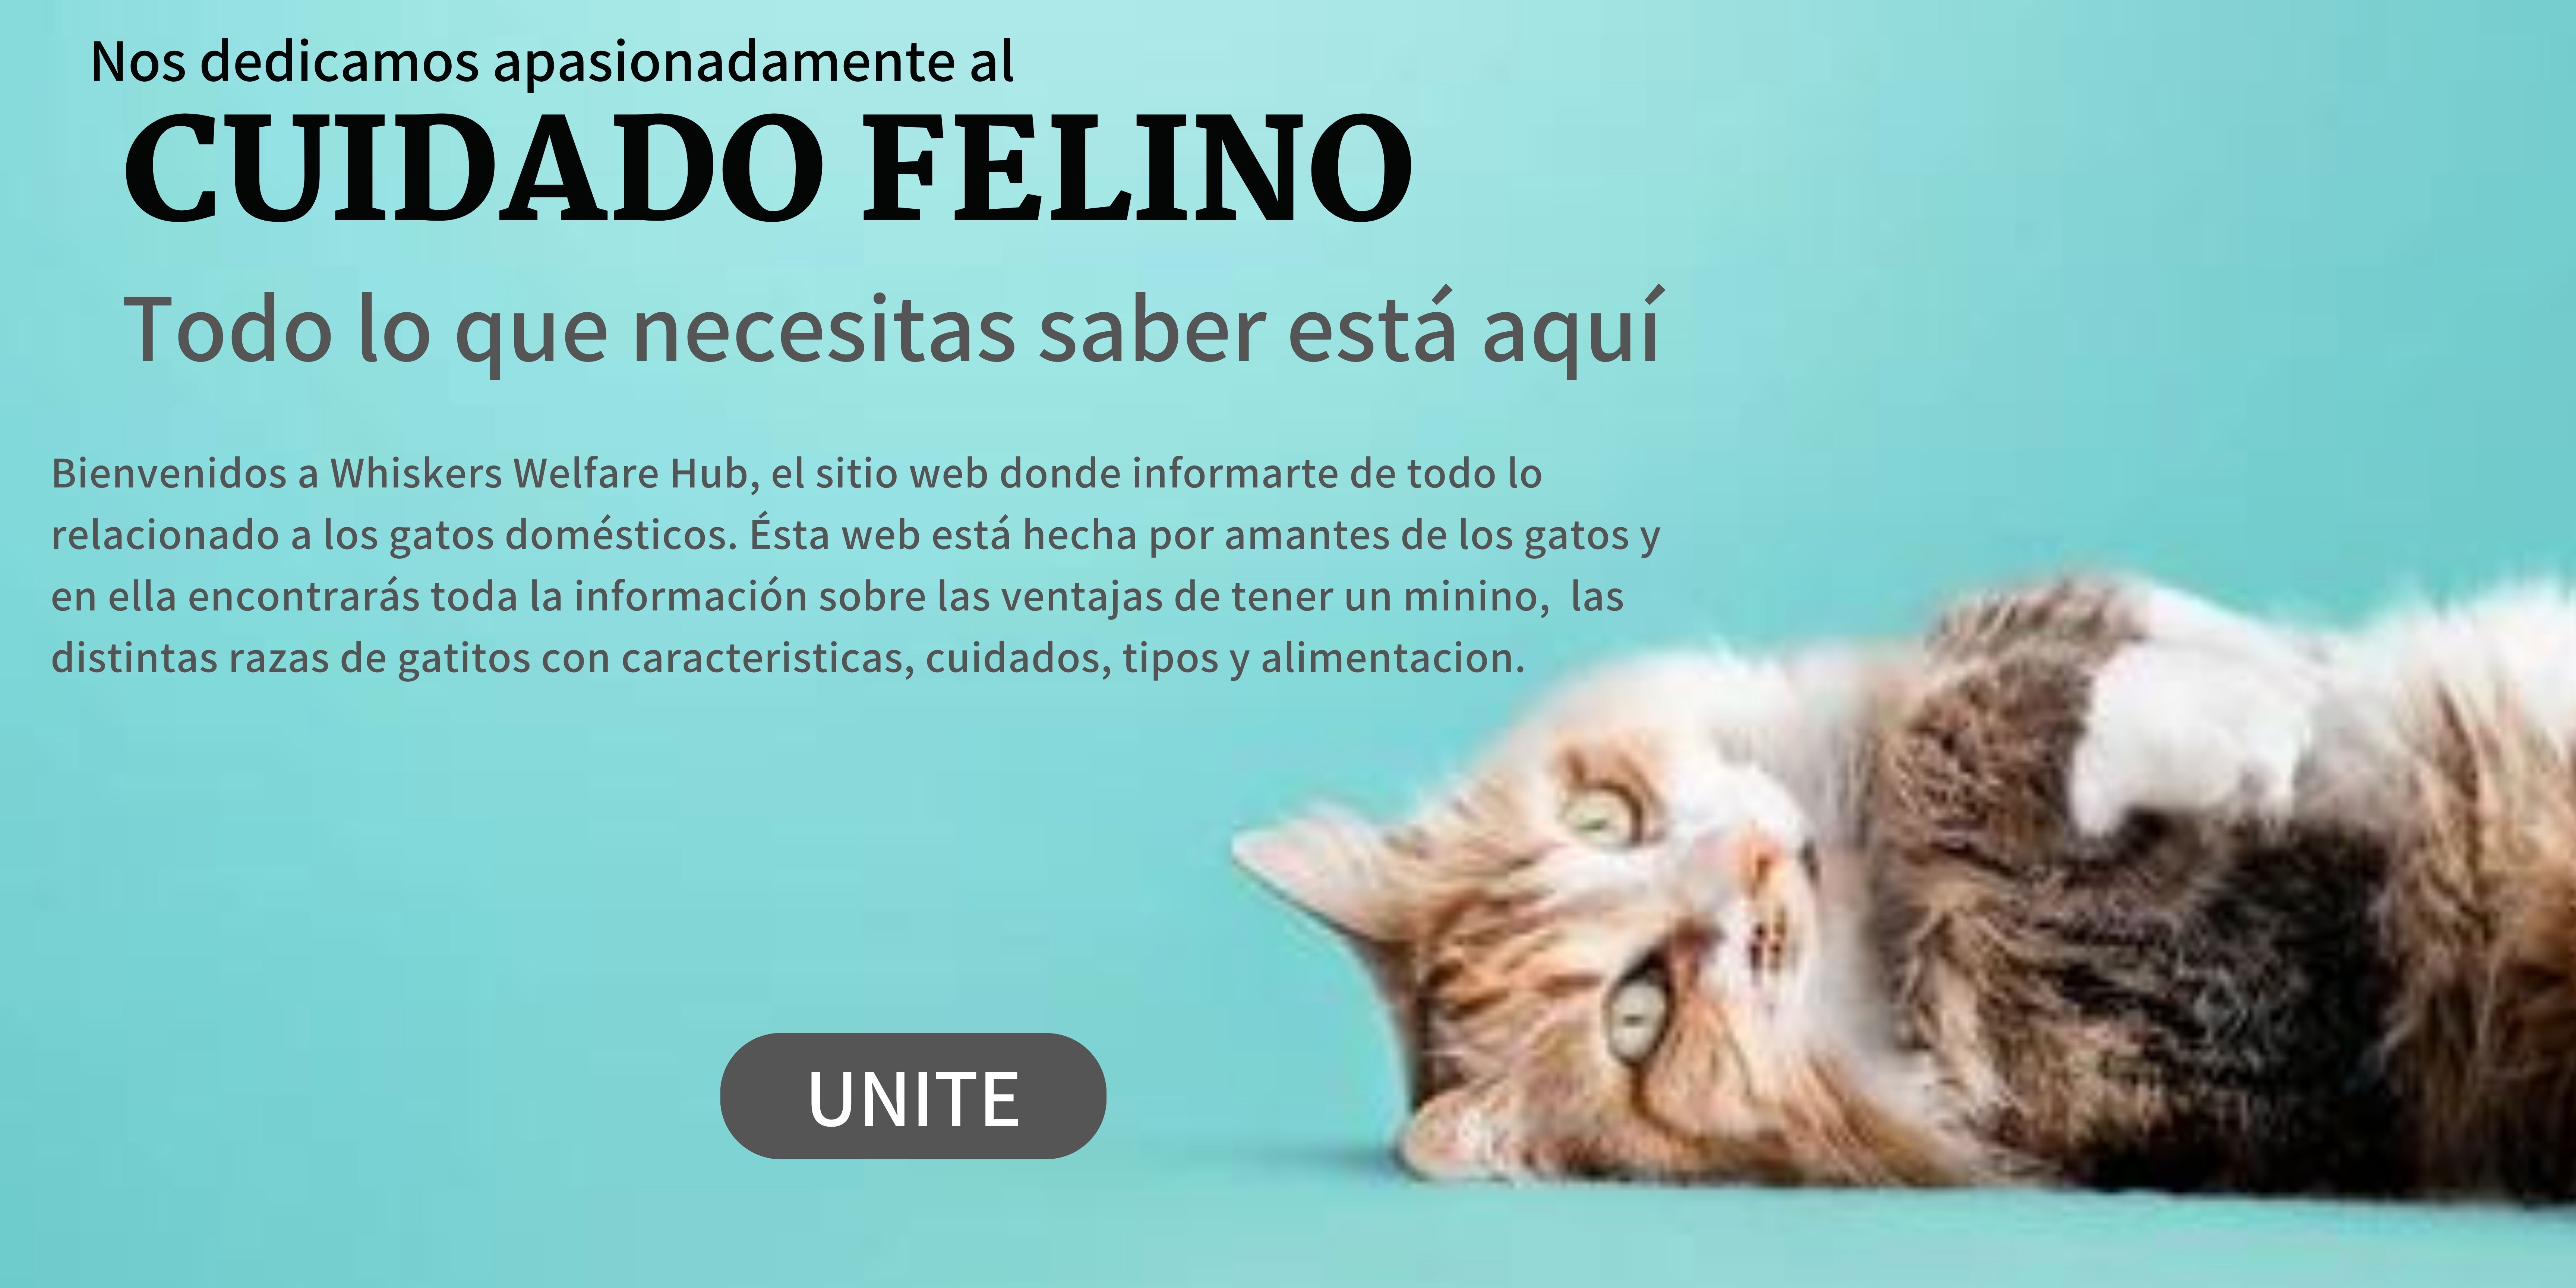 Nos dedicamos apasionadamente al
CUIDADO FELINO
Todo lo que necesitas saber está aquí
Bienvenidos a Whiskers Welfare Hub, el sitio web donde informarte de todo lo
relacionado a los gatos domésticos. Ésta web está hecha por amantes de los gatos y
en ella encontrarás toda la información sobre las ventajas de tener un minino,  las
distintas razas de gatitos con caracteristicas, cuidados, tipos y alimentacion.
UNITE